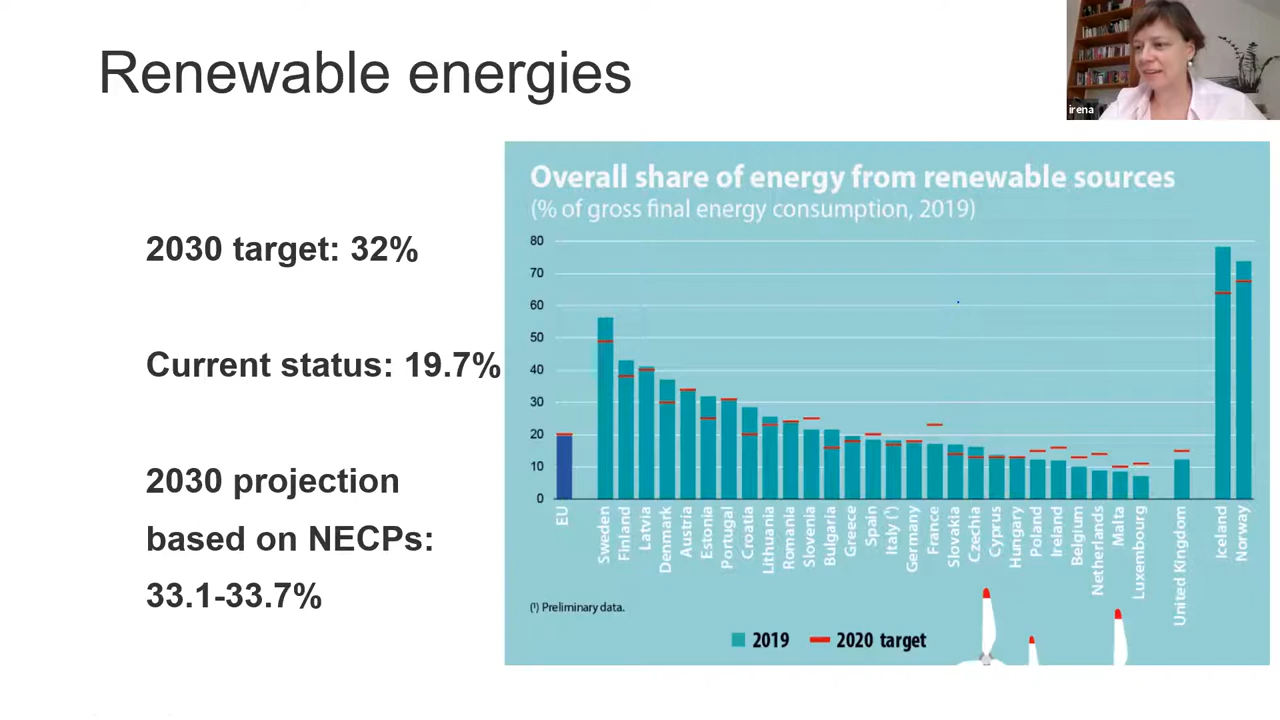 Renewable energies
irena
2030 target: 32%
Current status: 19.7%
2030 projection
based on NECPs:
33.1-33.7%
Overall share of energy from renewable sources
(% of gross final energy consumption, 2019)
80
70
60
50
40
30
20
10
0
EU
Sweden
Finland
Latvia
Denmark
Austria
Estonia
Portugal
Croatia
Lithuania
Romania
Slovenia
Bulgaria
Greece
Spain
Italy (¹)
Germany
France
Slovakia
Czechia
Cyprus
Hungary
Poland
Ireland
Belgium
Netherlands
Malta
Luxembourg
United Kingdom
Iceland
Norway
(¹) Preliminary data.
2019
2020 target